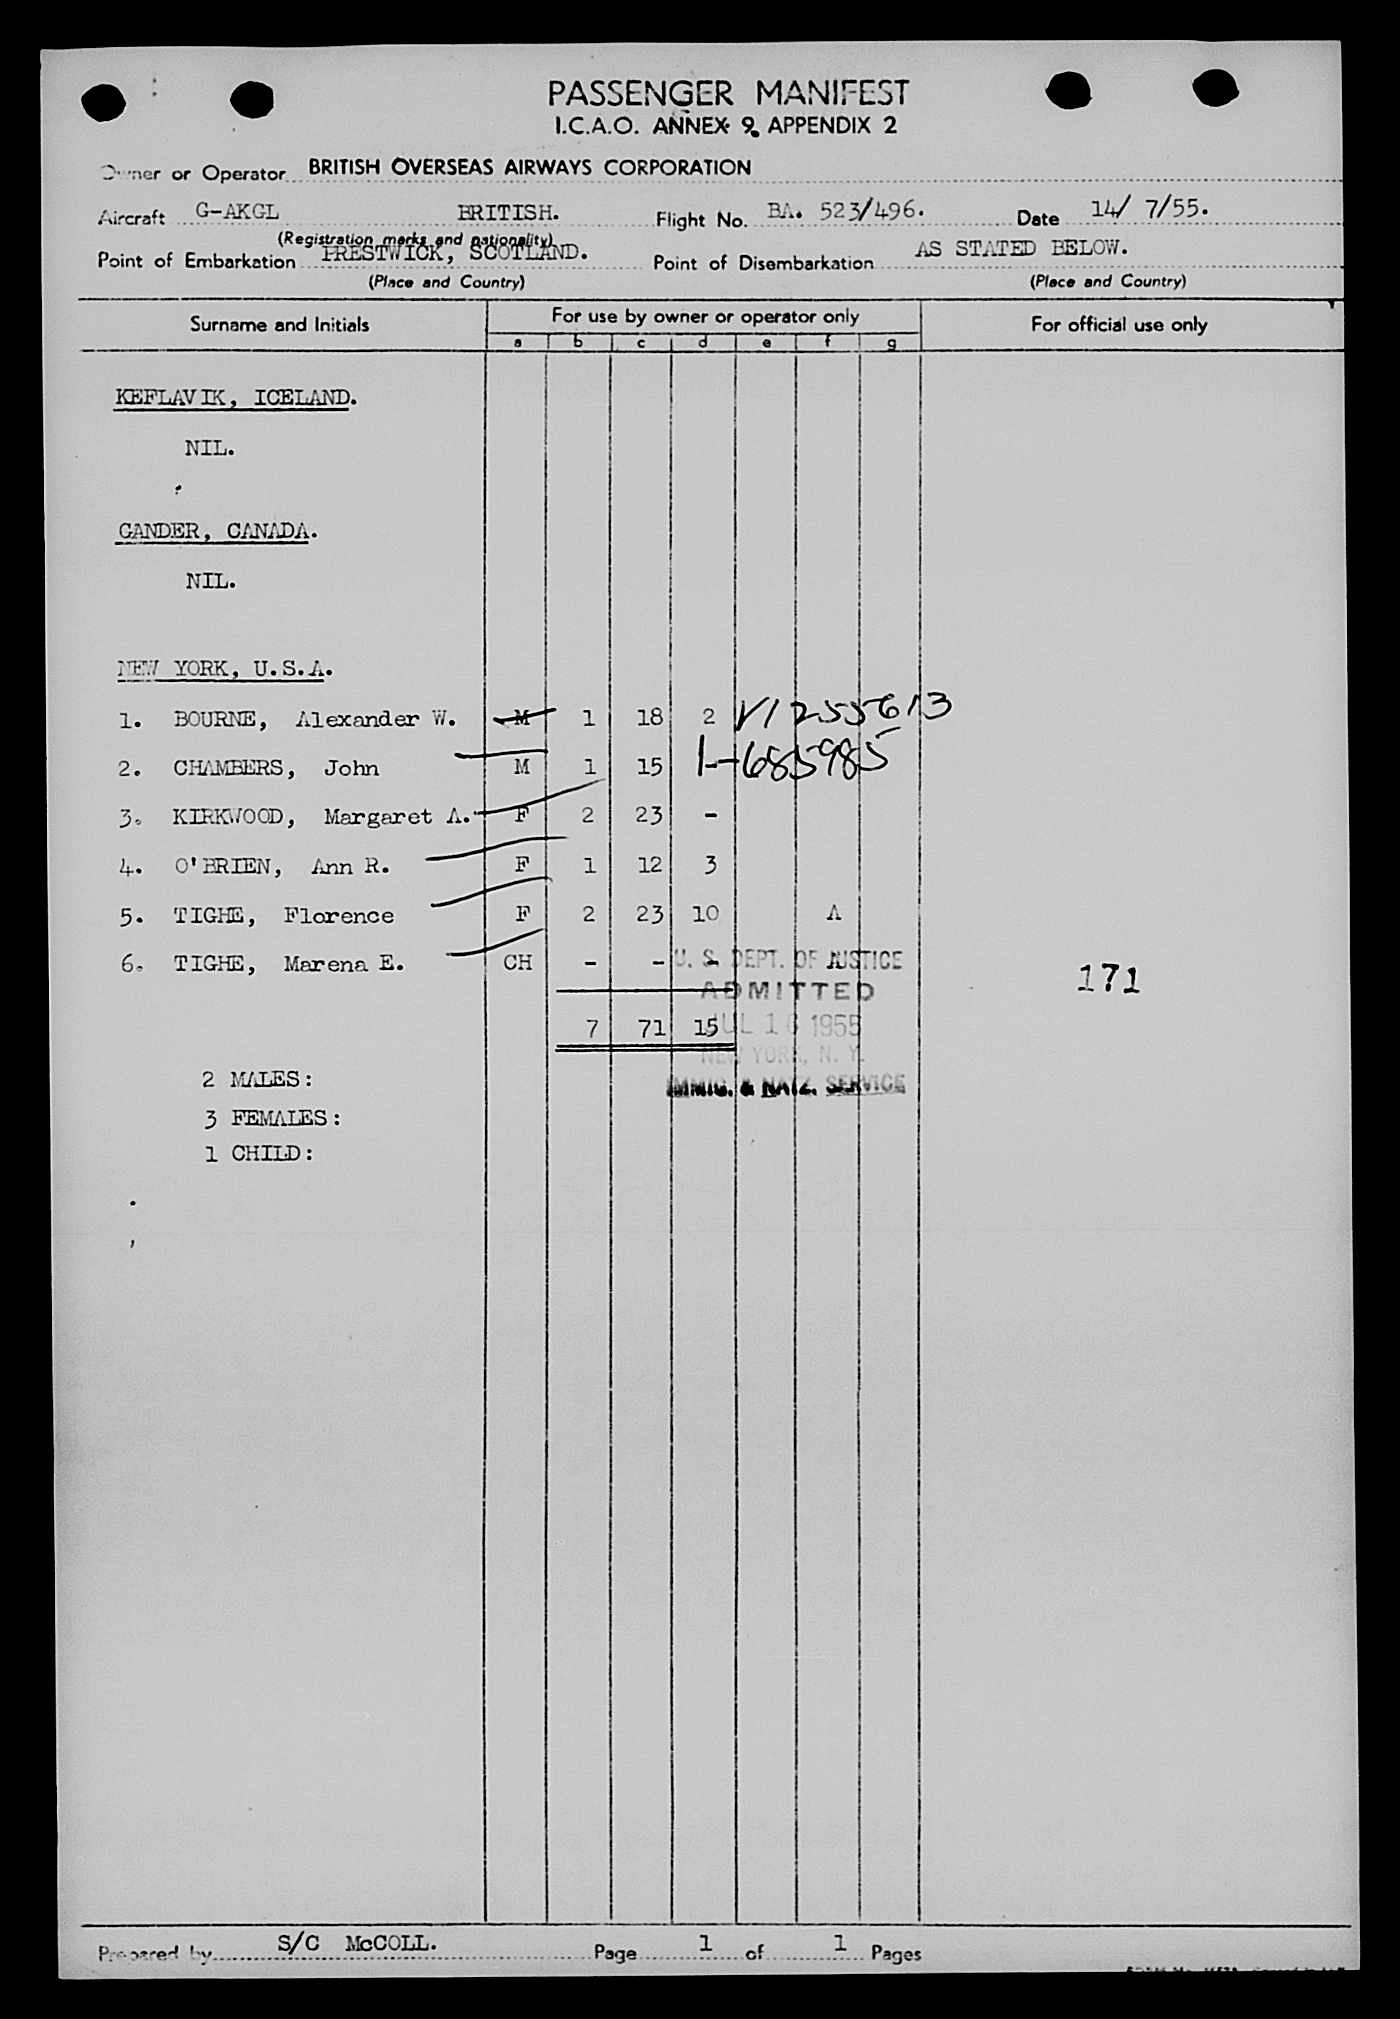 PASSENGER MANIFEST
I.C.A.O. ANNEX 9, APPENDIX 2
Owner or Operator BRITISH OVERSEAS AIRWAYS CORPORATION
Aircraft G-AKGL BRITISH. Flight No. BA. 523/496. Date 14/ 7/55.
(Registration marks and nationality)
Point of Embarkation PRESTWICK, SCOTLAND. Point of Disembarkation AS STATED BELOW.
(Place and Country) (Place and Country)
Surname and Initials For use by owner or operator only For official use only
a b c d e f g
KEFLAVIK, ICELAND.
NIL.
GANDER, CANADA.
NIL.
NEW YORK, U.S.A.
1. BOURNE, Alexander W. M 1 18 2 V1255613
2. CHAMBERS, John M 1 15 1-685985
3. KIRKWOOD, Margaret A. F 2 23 -
4. O'BRIEN, Ann R. F 1 12 3
5. TIGHE, Florence F 2 23 10 A
6. TIGHE, Marena E. CH - - -
U. S. DEPT. OF JUSTICE
171
ADMITTED
7 71 15
JUL 16 1955
NEW YORK, N. Y.
IMMIG. & NATZ. SERVICE
2 MALES:
3 FEMALES:
1 CHILD:
Prepared by S/C McCOLL. Page 1 of 1 Pages